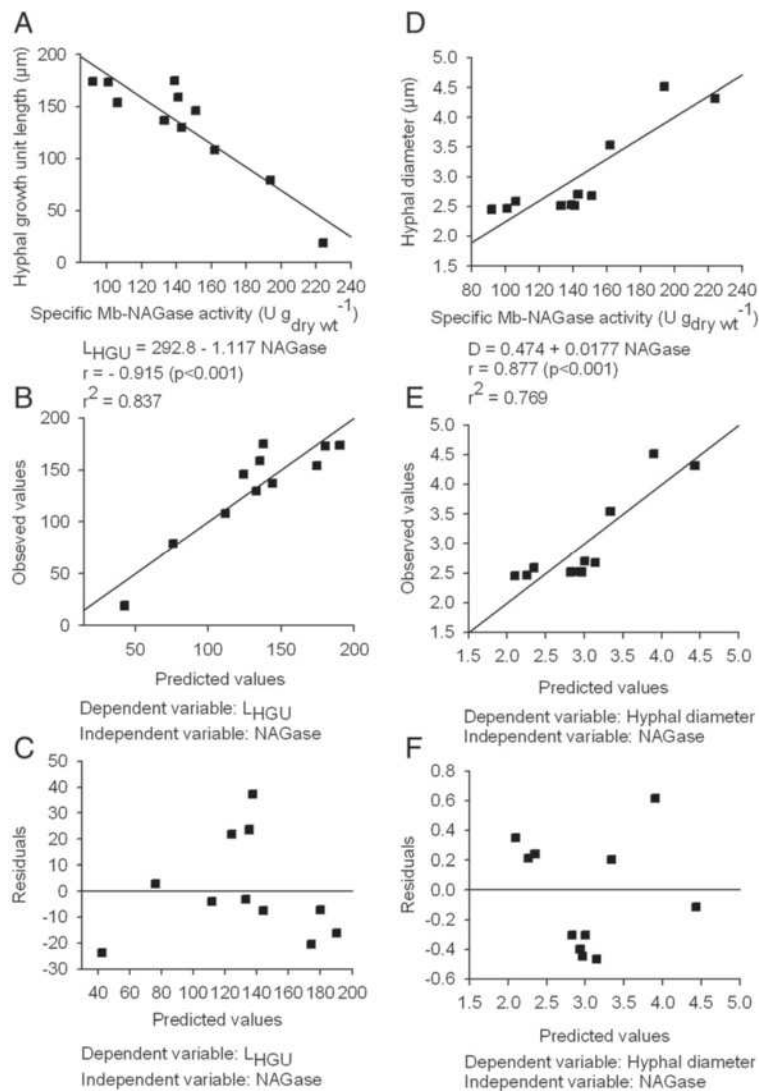 A
200
150
100
50
0
Hyphal growth unit length (µm)
100 120 140 160 180 200 220 240
Specific Mb-NAGase activity (U g dry wt -1)
L HGU = 292.8 - 1.117 NAGase
r = - 0.915 (p<0.001)
r2 = 0.837
B
200
150
100
50
0
Obseved values
50 100 150 200
Predicted values
Dependent variable: L HGU
Independent variable: NAGase
C
50
40
30
20
10
0
-10
-20
-30
Residuals
40 60 80 100 120 140 160 180 200
Predicted values
Dependent variable: L HGU
Independent variable: NAGase
D
5.0
4.5
4.0
3.5
3.0
2.5
2.0
1.5
Hyphal diameter (µm)
80 100 120 140 160 180 200 220 240
Specific Mb-NAGase activity (U g dry wt -1)
D = 0.474 + 0.0177 NAGase
r = 0.877 (p<0.001)
r2 = 0.769
E
5.0
4.5
4.0
3.5
3.0
2.5
2.0
1.5
Observed values
1.5 2.0 2.5 3.0 3.5 4.0 4.5 5.0
Predicted values
Dependent variable: Hyphal diameter
Independent variable: NAGase
F
0.8
0.6
0.4
0.2
0.0
-0.2
-0.4
-0.6
Residuals
1.5 2.0 2.5 3.0 3.5 4.0 4.5 5.0
Predicted values
Dependent variable: Hyphal diameter
Independent variable: NAGase